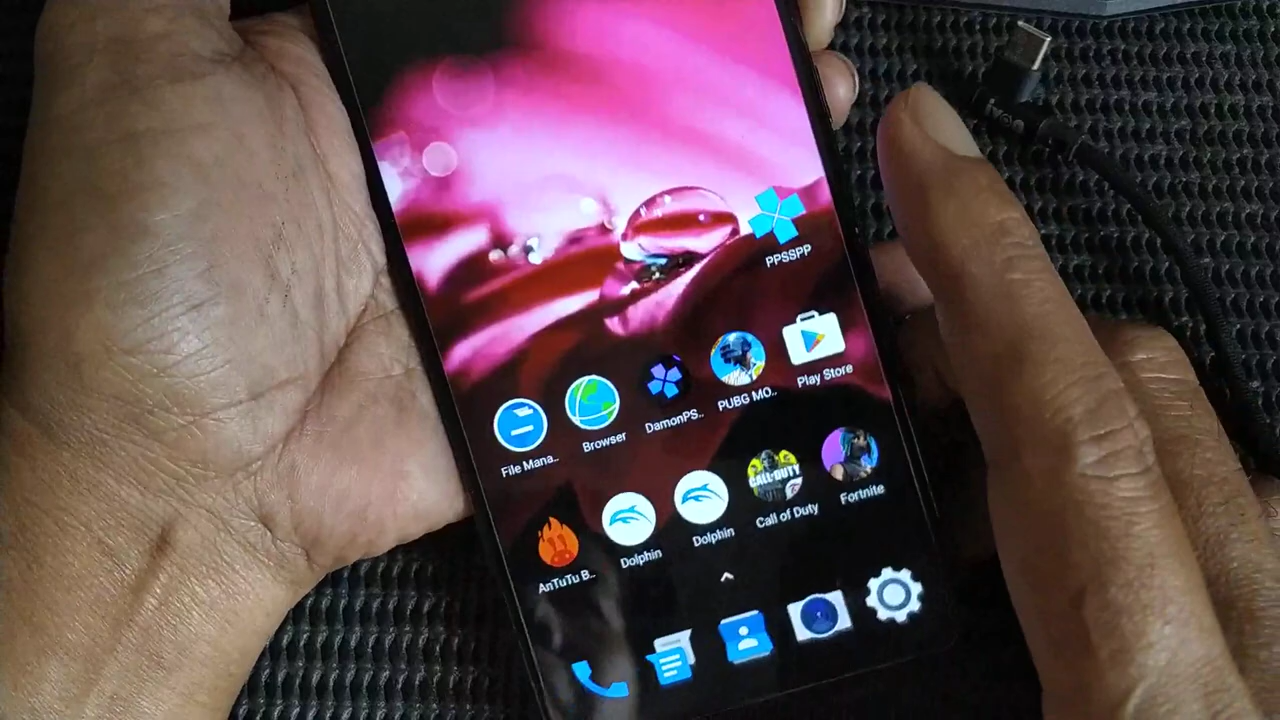 PPSSPP
File Mana..
Browser
DamonPS..
PUBG MO..
Play Store
AnTuTu B..
Dolphin
Dolphin
CALL·DUTY
Call of Duty
Fortnite